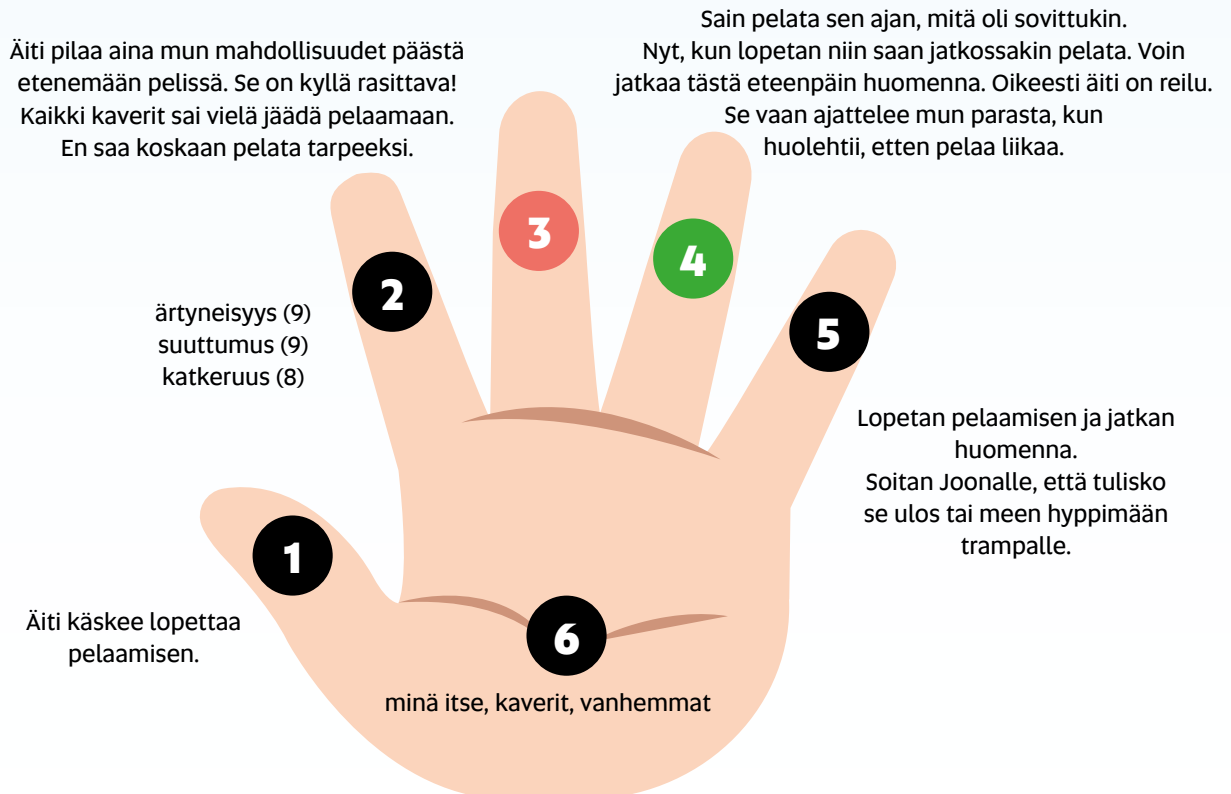 Äiti pilaa aina mun mahdollisuudet päästä
etenemään pelissä. Se on kyllä rasittava!
Kaikki kaverit sai vielä jäädä pelaamaan.
En saa koskaan pelata tarpeeksi.
Sain pelata sen ajan, mitä oli sovittukin.
Nyt, kun lopetan niin saan jatkossakin pelata. Voin
jatkaa tästä eteenpäin huomenna. Oikeesti äiti on reilu.
Se vaan ajattelee mun parasta, kun
huolehtii, etten pelaa liikaa.
3
4
2
5
ärtyneisyys (9)
suuttumus (9)
katkeruus (8)
Lopetan pelaamisen ja jatkan
huomenna.
Soitan Joonalle, että tulisko
se ulos tai meen hyppimään
trampalle.
1
Äiti käskee lopettaa
pelaamisen.
6
minä itse, kaverit, vanhemmat